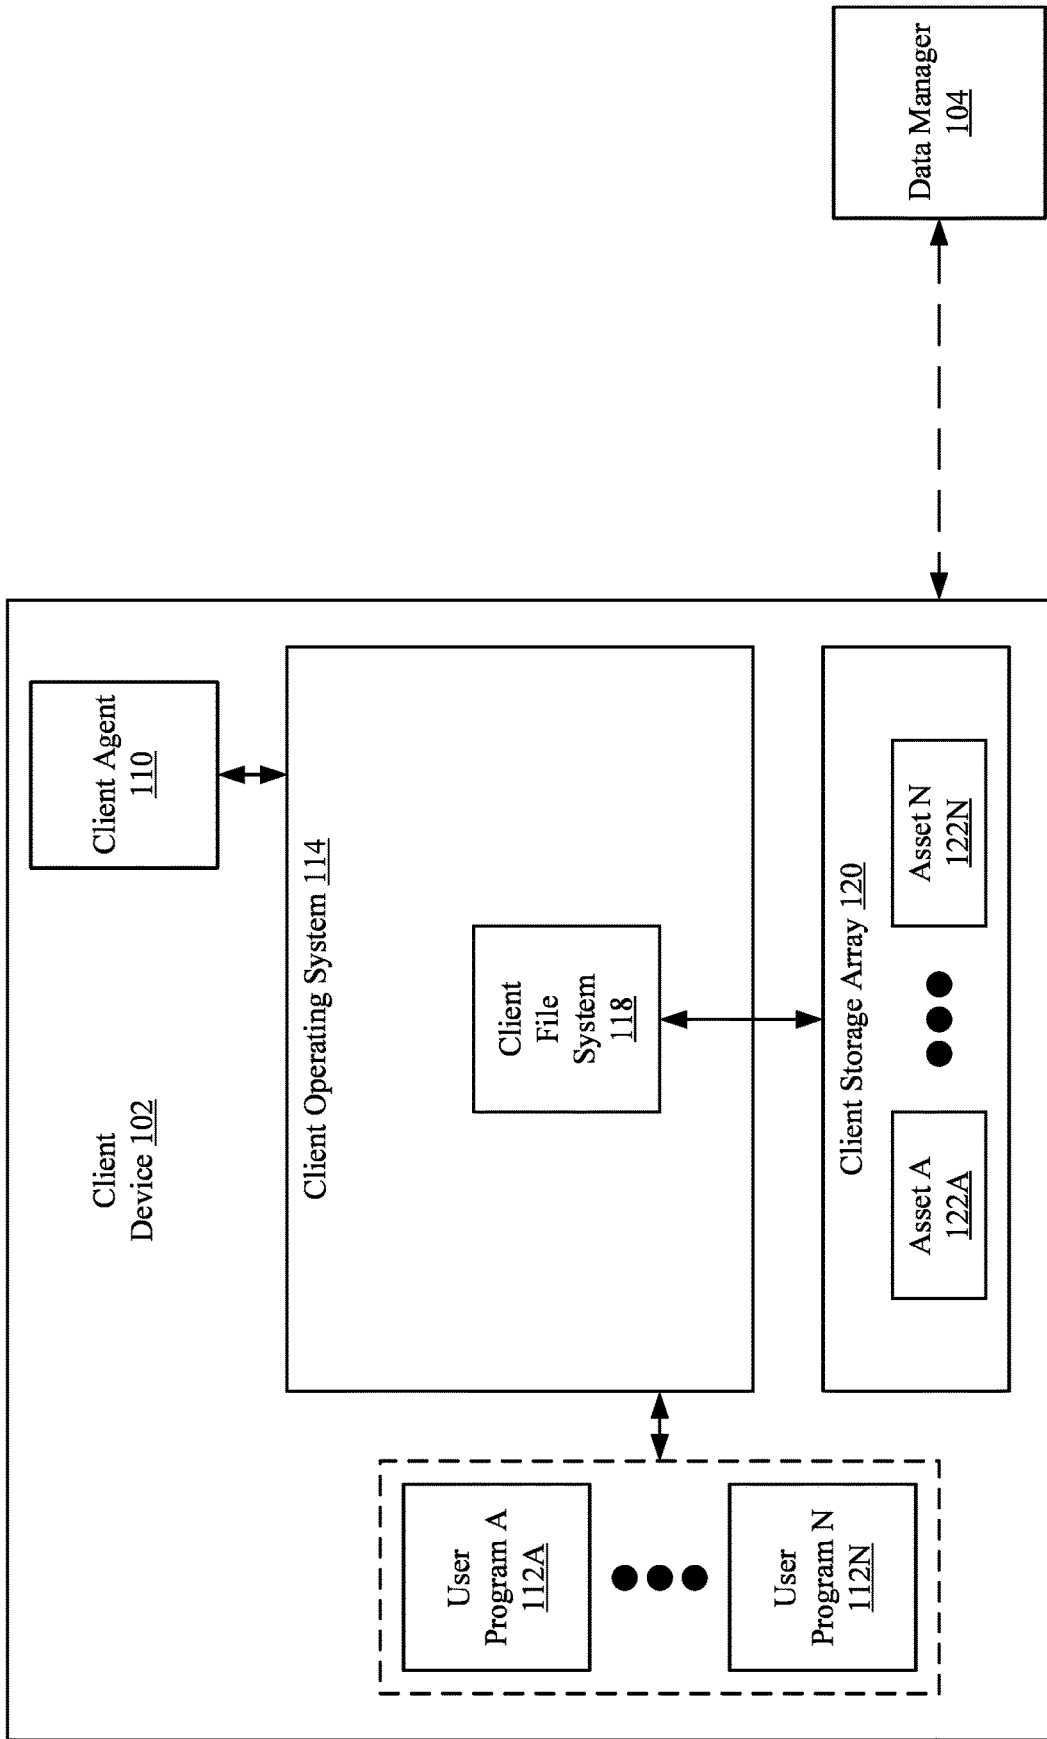 Client
Device 102
Client Agent
110
Client Operating System 114
Client
File
System
118
User
Program A
112A
User
Program N
112N
Client Storage Array 120
Asset A
122A
Asset N
122N
Data Manager
104